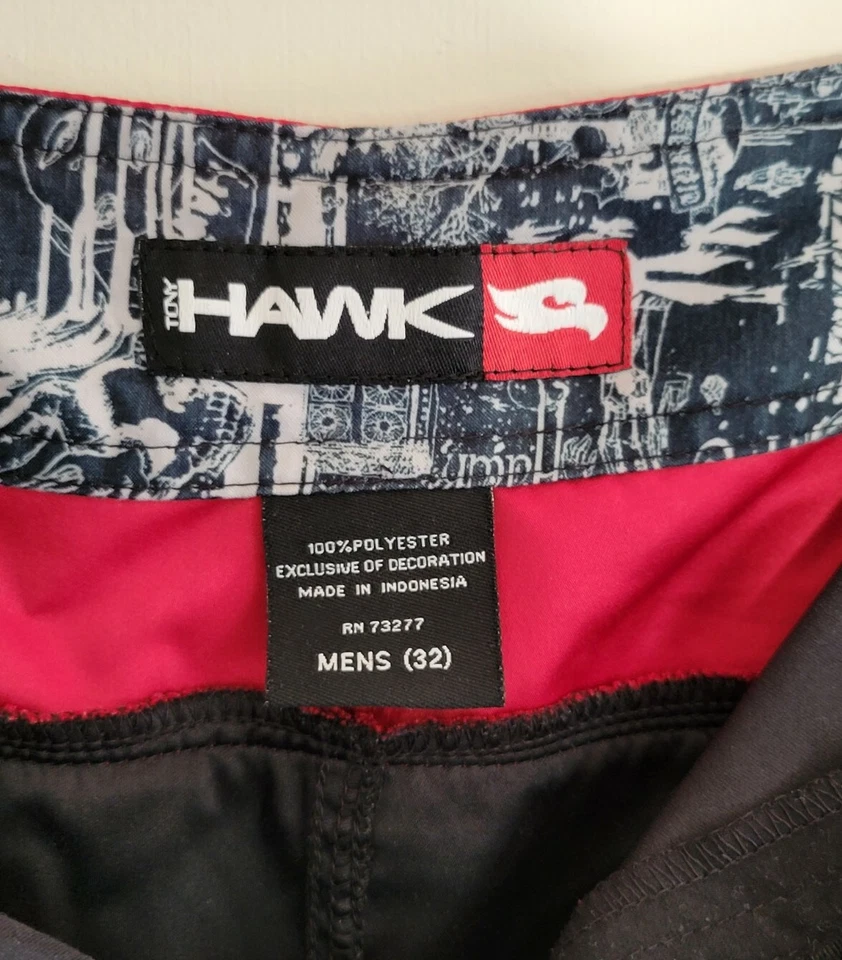 TONY HAWK
100% POLYESTER
EXCLUSIVE OF DECORATION
MADE IN INDONESIA
RN 73277
MENS (32)